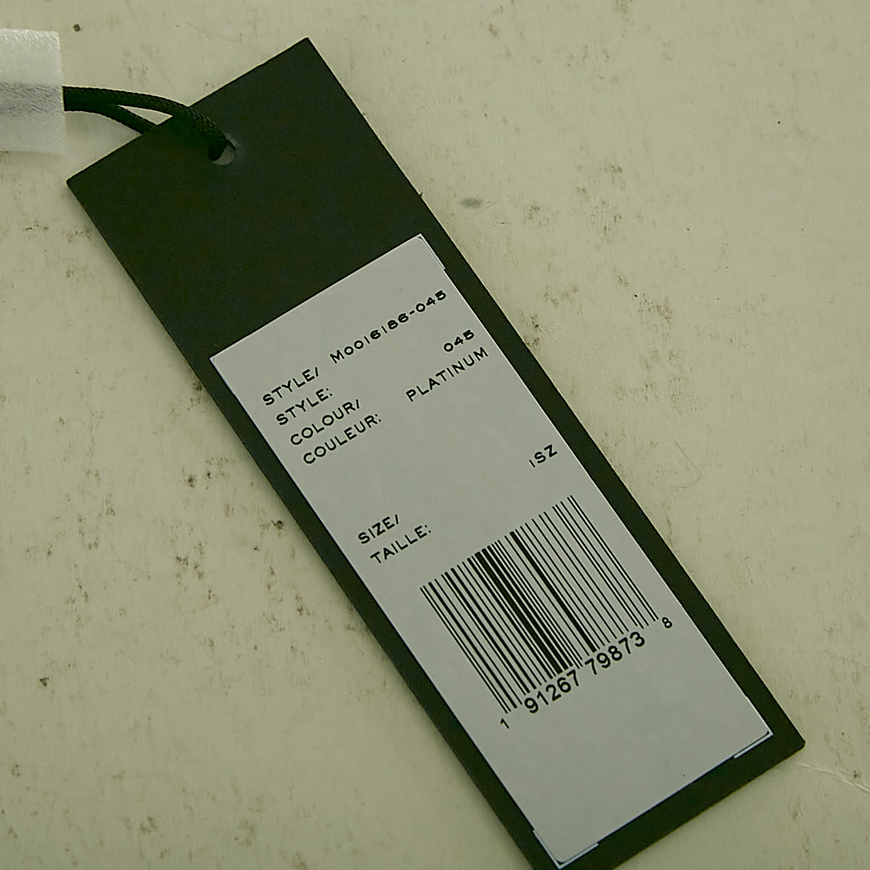 STYLE/ M0016186-045
STYLE:
COLOUR/ 045
COULEUR: PLATINUM
SIZE/ 1SZ
TAILLE:
1 91267 79873 8